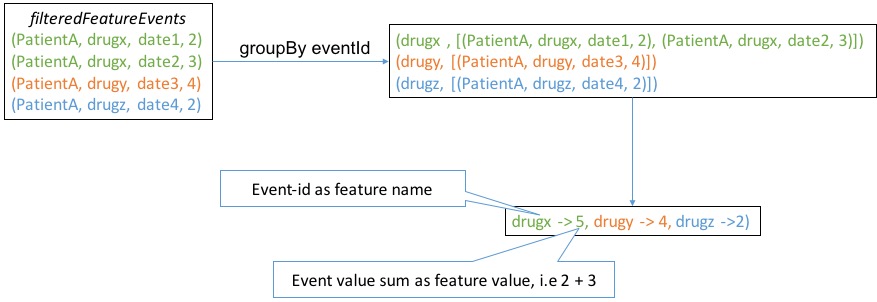 filteredFeatureEvents
(PatientA, drugx, date1, 2)
(PatientA, drugx, date2, 3)
(PatientA, drugy, date3, 4)
(PatientA, drugz, date4, 2)
groupBy eventId
(drugx , [(PatientA, drugx, date1, 2), (PatientA, drugx, date2, 3)])
(drugy, [(PatientA, drugy, date3, 4)])
(drugz, [(PatientA, drugz, date4, 2)])
Event-id as feature name
drugx -> 5, drugy -> 4, drugz ->2)
Event value sum as feature value, i.e 2 + 3